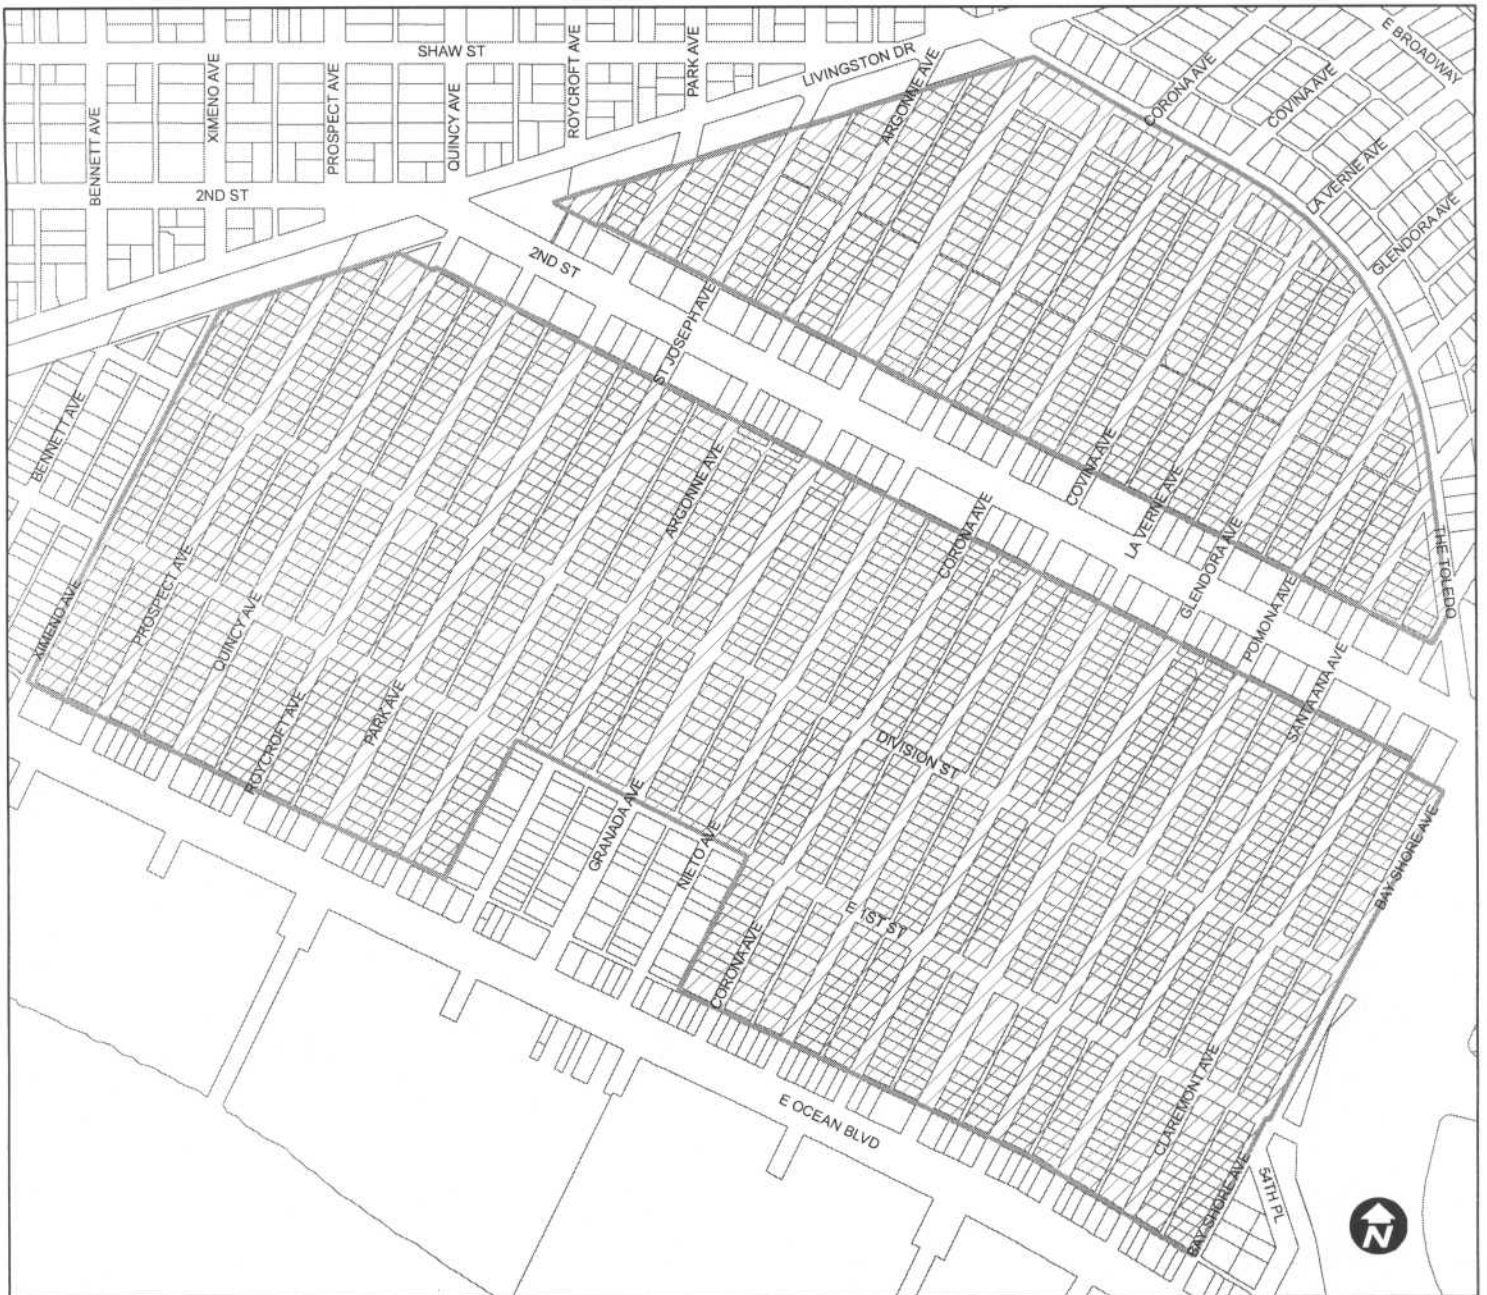 SHAW ST
ROYCROFT AVE
PARK AVE
LIVINGSTON DR
ARGONNE AVE
CORONA AVE
COVINA AVE
E BROADWAY
XIMENO AVE
PROSPECT AVE
QUINCY AVE
BENNETT AVE
LA VERNE AVE
GLENDORA AVE
2ND ST
2ND ST
ST JOSEPH AVE
BENNETT AVE
ARGONNE AVE
COVINA AVE
CORONA AVE
LA VERNE AVE
GLENDORA AVE
THE TOLEDO
XIMENO AVE
PROSPECT AVE
QUINCY AVE
POMONA AVE
SANTA ANA AVE
ROYCROFT AVE
PARK AVE
DIVISION ST
GRANADA AVE
NIETO AVE
BAY SHORE AVE
E 1ST ST
CORONA AVE
CLAREMONT AVE
E OCEAN BLVD
BAY SHORE AVE
54TH PL
N